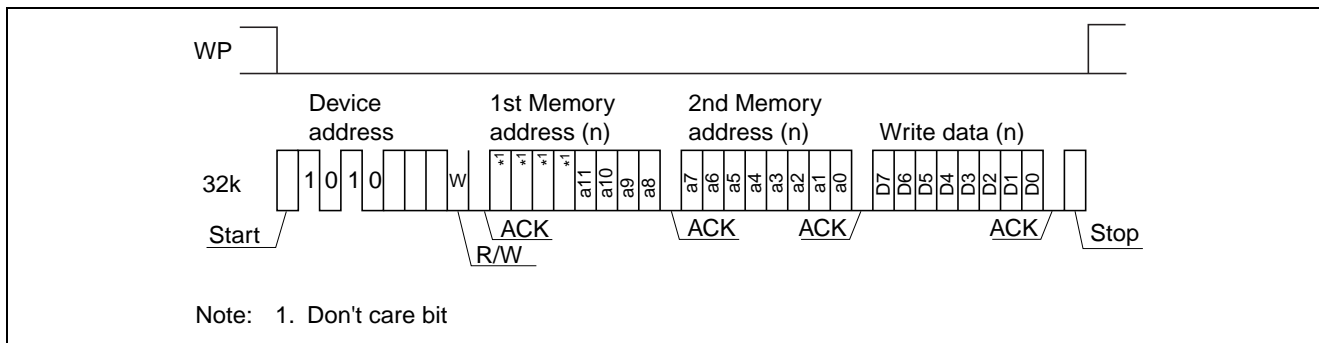 WP
Device address
1st Memory address (n)
2nd Memory address (n)
Write data (n)
32k
1 0 1 0
W
*1 *1 *1 *1 a11 a10 a9 a8
a7 a6 a5 a4 a3 a2 a1 a0
D7 D6 D5 D4 D3 D2 D1 D0
Start
R/W
ACK
ACK
ACK
ACK
Stop
Note: 1. Don't care bit